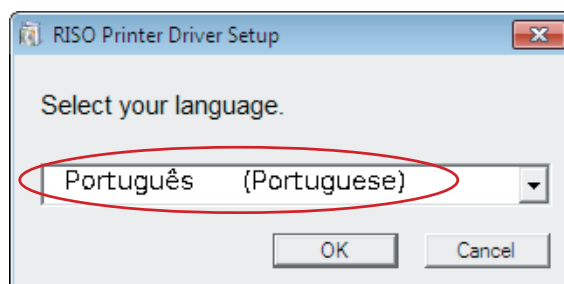 RISO Printer Driver Setup
Select your language.
Português (Portuguese)
OK Cancel